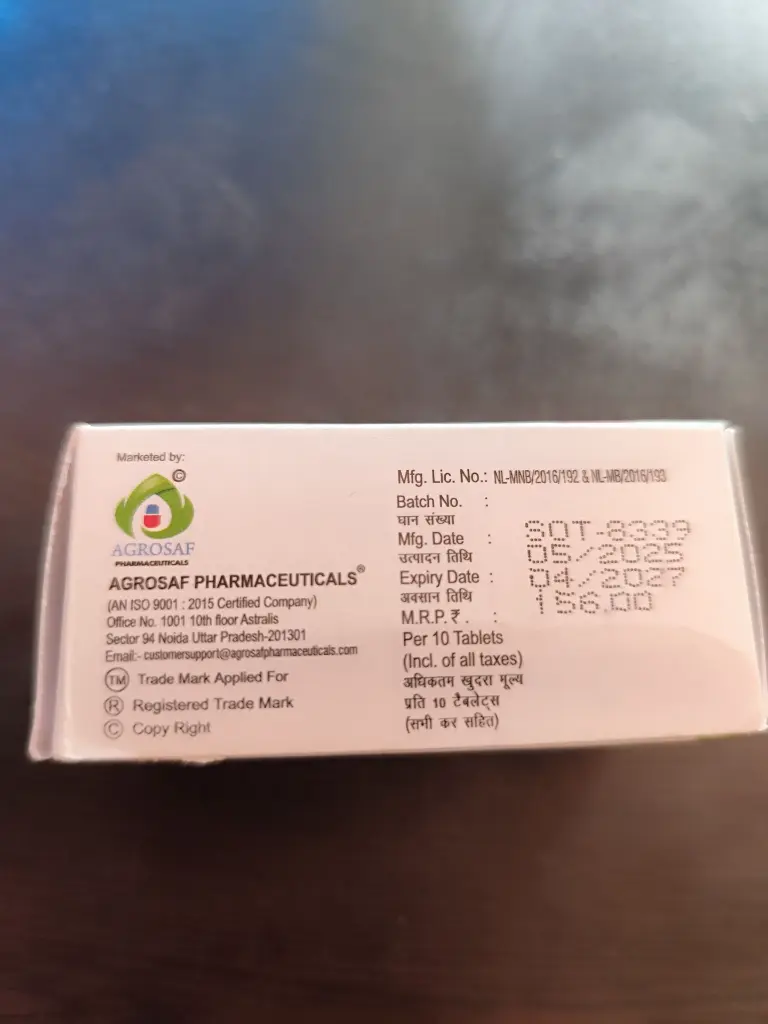 Marketed by:
©
AGROSAF
PHARMACEUTICALS
AGROSAF PHARMACEUTICALS®
(AN ISO 9001 : 2015 Certified Company)
Office No. 1001 10th floor Astralis
Sector 94 Noida Uttar Pradesh-201301
Email:- customersupport@agrosafpharmaceuticals.com
TM Trade Mark Applied For
® Registered Trade Mark
© Copy Right
Mfg. Lic. No.: NL-MNB/2016/192 & NL-MB/2016/193
Batch No. :
घान संख्या
SOT-8339
Mfg. Date :
05/2025
उत्पादन तिथि
Expiry Date :
04/2027
अवसान तिथि
M.R.P. ₹ . :
156.00
Per 10 Tablets
(Incl. of all taxes)
अधिकतम खुदरा मूल्य
प्रति 10 टैबलेट्स
(सभी कर सहित)